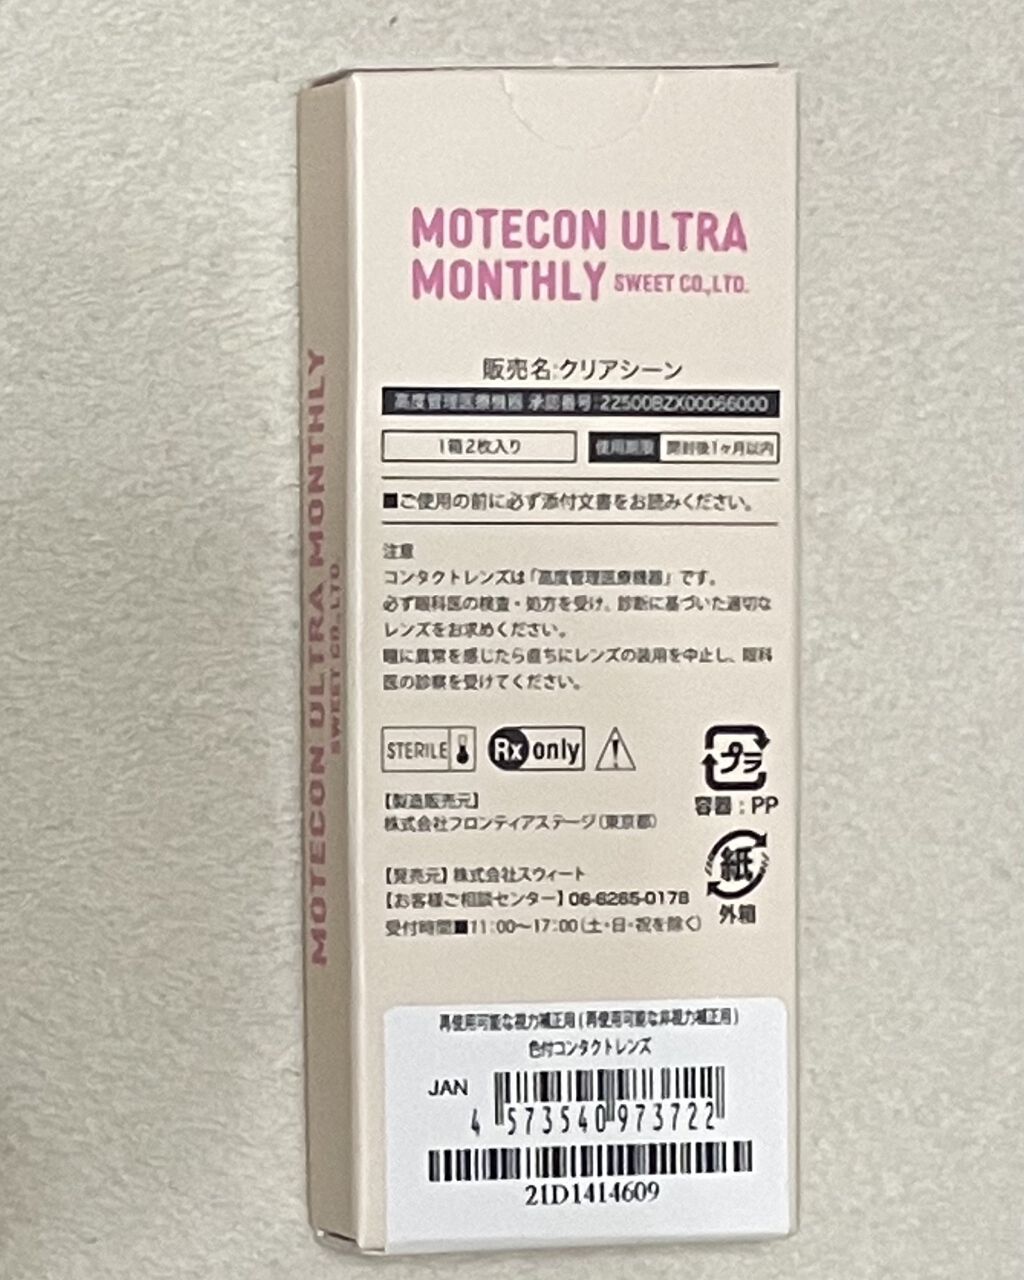 MOTECON ULTRA
MONTHLY SWEET CO.,LTD.
販売名:クリアシーン
高度管理医療機器 承認番号:22500BZX00066000
1箱2枚入り
使用期限 開封後1ヶ月以内
■ご使用の前に必ず添付文書をお読みください。
注意
コンタクトレンズは「高度管理医療機器」です。
必ず眼科医の検査・処方を受け、診断に基づいた適切な
レンズをお求めください。
眼に異常を感じたら直ちにレンズの装用を中止し、眼科
医の診察を受けてください。
STERILE
Rx only
プラ
容器:PP
【製造販売元】
株式会社フロンティアステージ(東京都)
紙
外箱
【発売元】株式会社スウィート
【お客様ご相談センター】06-6265-0178
受付時間■11:00〜17:00(土・日・祝を除く)
再使用可能な視力補正用(再使用可能な非視力補正用)
色付コンタクトレンズ
JAN
4 573540 973722
21D1414609
MOTECON ULTRA MONTHLY
SWEET CO.,LTD.